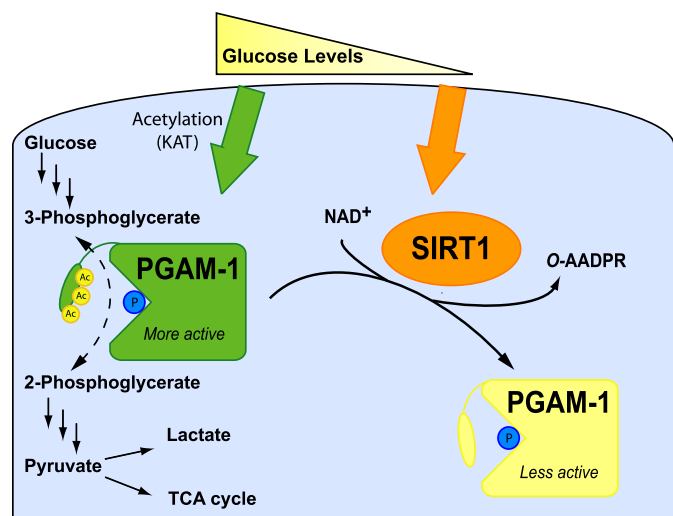 Glucose Levels
Acetylation
(KAT)
Glucose
3-Phosphoglycerate
NAD+
SIRT1
O-AADPR
PGAM-1
Ac
Ac
Ac
P
More active
2-Phosphoglycerate
PGAM-1
P
Less active
Lactate
Pyruvate
TCA cycle